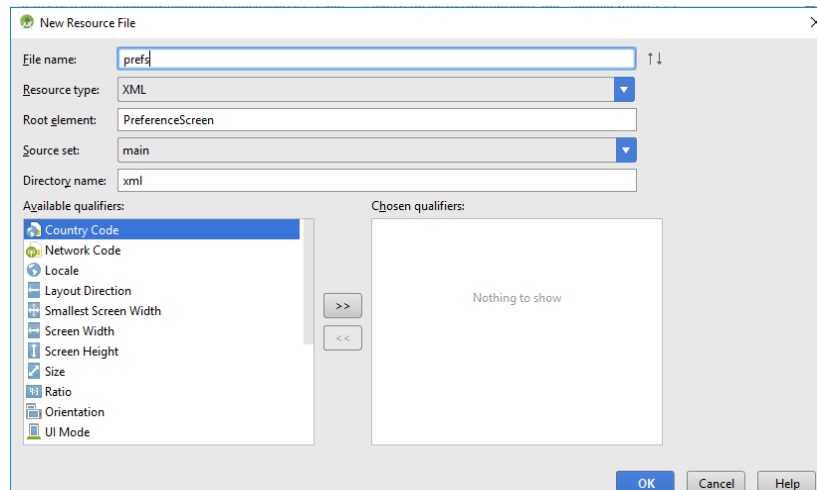 New Resource File
File name: prefs
Resource type: XML
Root element: PreferenceScreen
Source set: main
Directory name: xml
Available qualifiers: Chosen qualifiers:
Country Code
Network Code
Locale
Layout Direction
Smallest Screen Width
Screen Width
Screen Height
Size
Ratio
Orientation
UI Mode
>>
<<
Nothing to show
OK Cancel Help